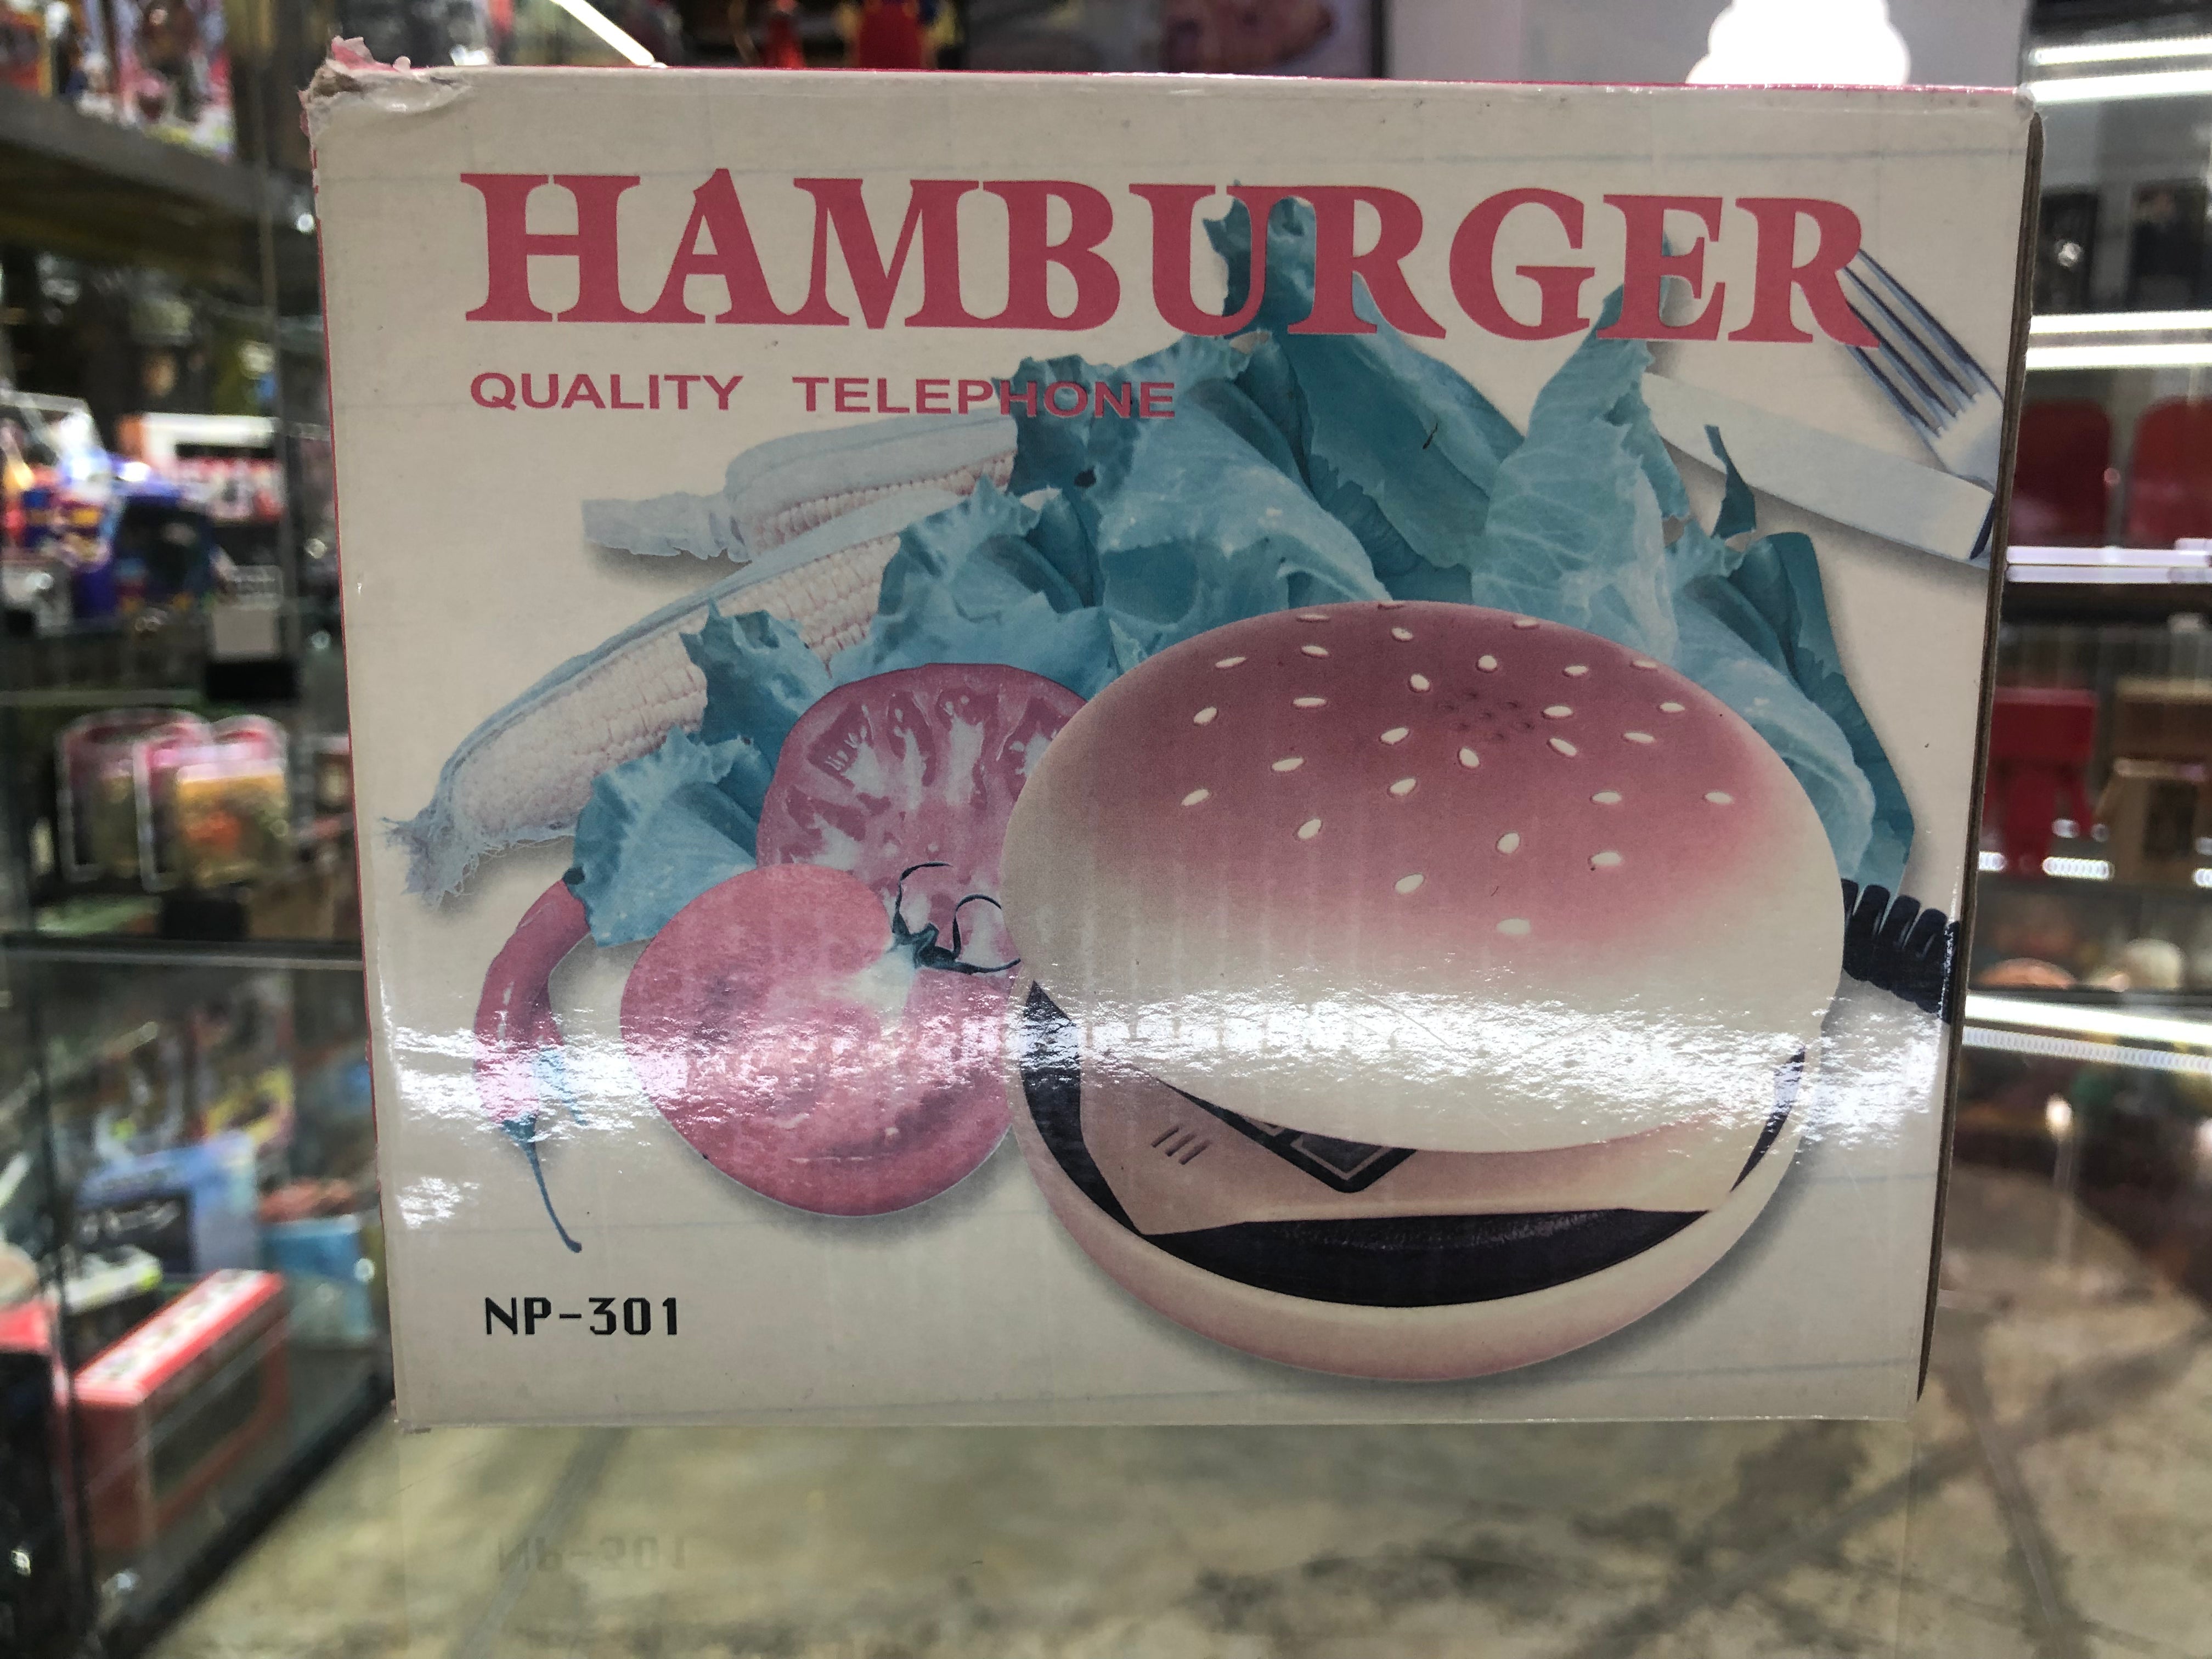 HAMBURGER
QUALITY TELEPHONE
NP-301